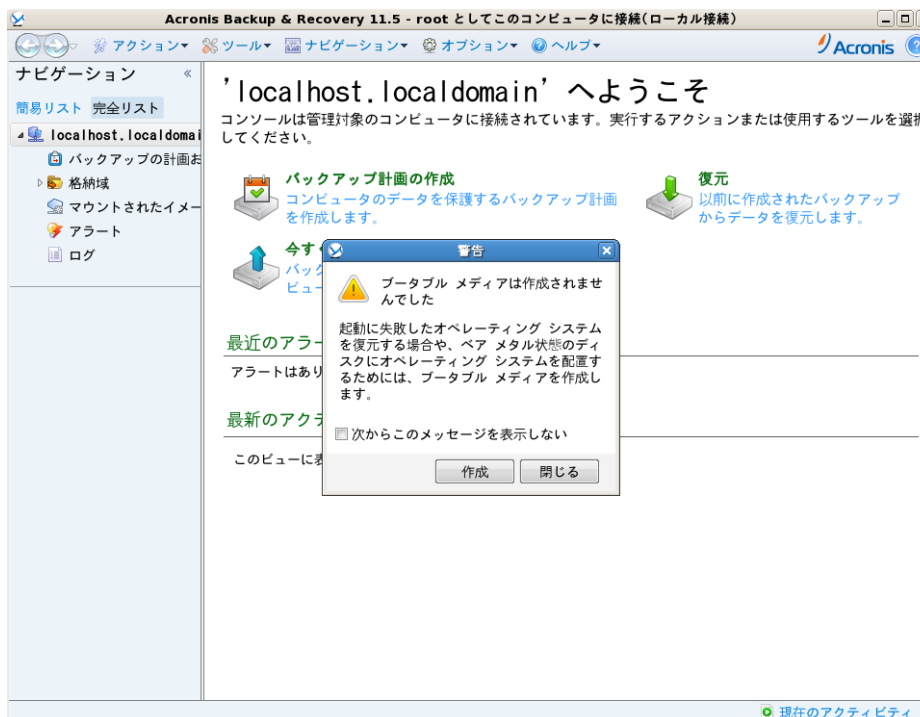 Acronis Backup & Recovery 11.5 - root としてこのコンピュータに接続(ローカル接続)
アクション ツール ナビゲーション オプション ヘルプ
Acronis
ナビゲーション
簡易リスト 完全リスト
localhost.localdomai
バックアップの計画お
格納域
マウントされたイメー
アラート
ログ
'localhost.localdomain' へようこそ
コンソールは管理対象のコンピュータに接続されています。実行するアクションまたは使用するツールを選択
してください。
バックアップ計画の作成
コンピュータのデータを保護するバックアップ計画
を作成します。
復元
以前に作成されたバックアップ
からデータを復元します。
今すぐ
バック
ビュー
最近のアラー
アラートはあり
最新のアクテ
このビューに表
警告
ブータブル メディアは作成されませ
んでした
起動に失敗したオペレーティング システム
を復元する場合や、ベア メタル状態のディ
スクにオペレーティング システムを配置す
るためには、ブータブル メディアを作成し
ます。
次からこのメッセージを表示しない
作成 閉じる
現在のアクティビティ